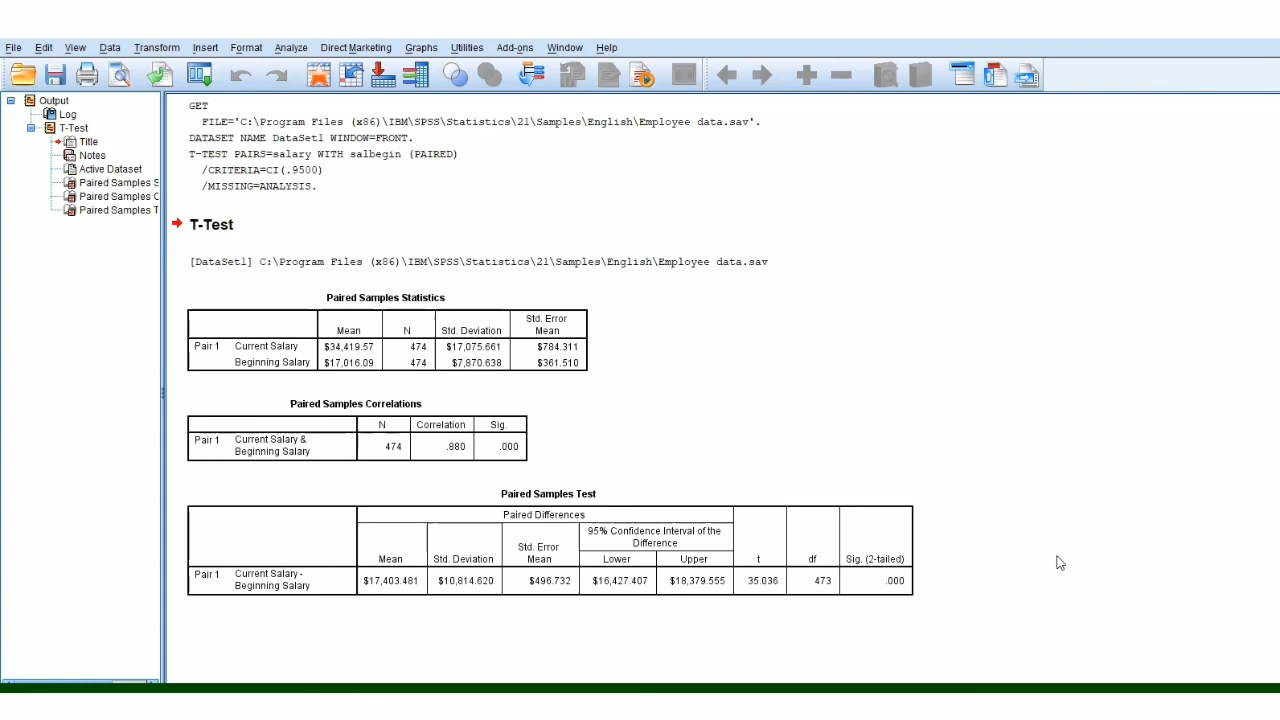 File Edit View Data Transform Insert Format Analyze Direct Marketing Graphs Utilities Add-ons Window Help
Output
Log
T-Test
Title
Notes
Active Dataset
Paired Samples S
Paired Samples C
Paired Samples T
GET
FILE='C:\Program Files (x86)\IBM\SPSS\Statistics\21\Samples\English\Employee data.sav'.
DATASET NAME DataSet1 WINDOW=FRONT.
T-TEST PAIRS=salary WITH salbegin (PAIRED)
/CRITERIA=CI(.9500)
/MISSING=ANALYSIS.
T-Test
[DataSet1] C:\Program Files (x86)\IBM\SPSS\Statistics\21\Samples\English\Employee data.sav
Paired Samples Statistics
Mean N Std. Deviation Std. Error Mean
Pair 1 Current Salary $34,419.57 474 $17,075.661 $784.311
Beginning Salary $17,016.09 474 $7,870.638 $361.510
Paired Samples Correlations
N Correlation Sig.
Pair 1 Current Salary & Beginning Salary 474 .880 .000
Paired Samples Test
Paired Differences
95% Confidence Interval of the Difference
Mean Std. Deviation Std. Error Mean Lower Upper t df Sig. (2-tailed)
Pair 1 Current Salary - Beginning Salary $17,403.481 $10,814.620 $496.732 $16,427.407 $18,379.555 35.036 473 .000